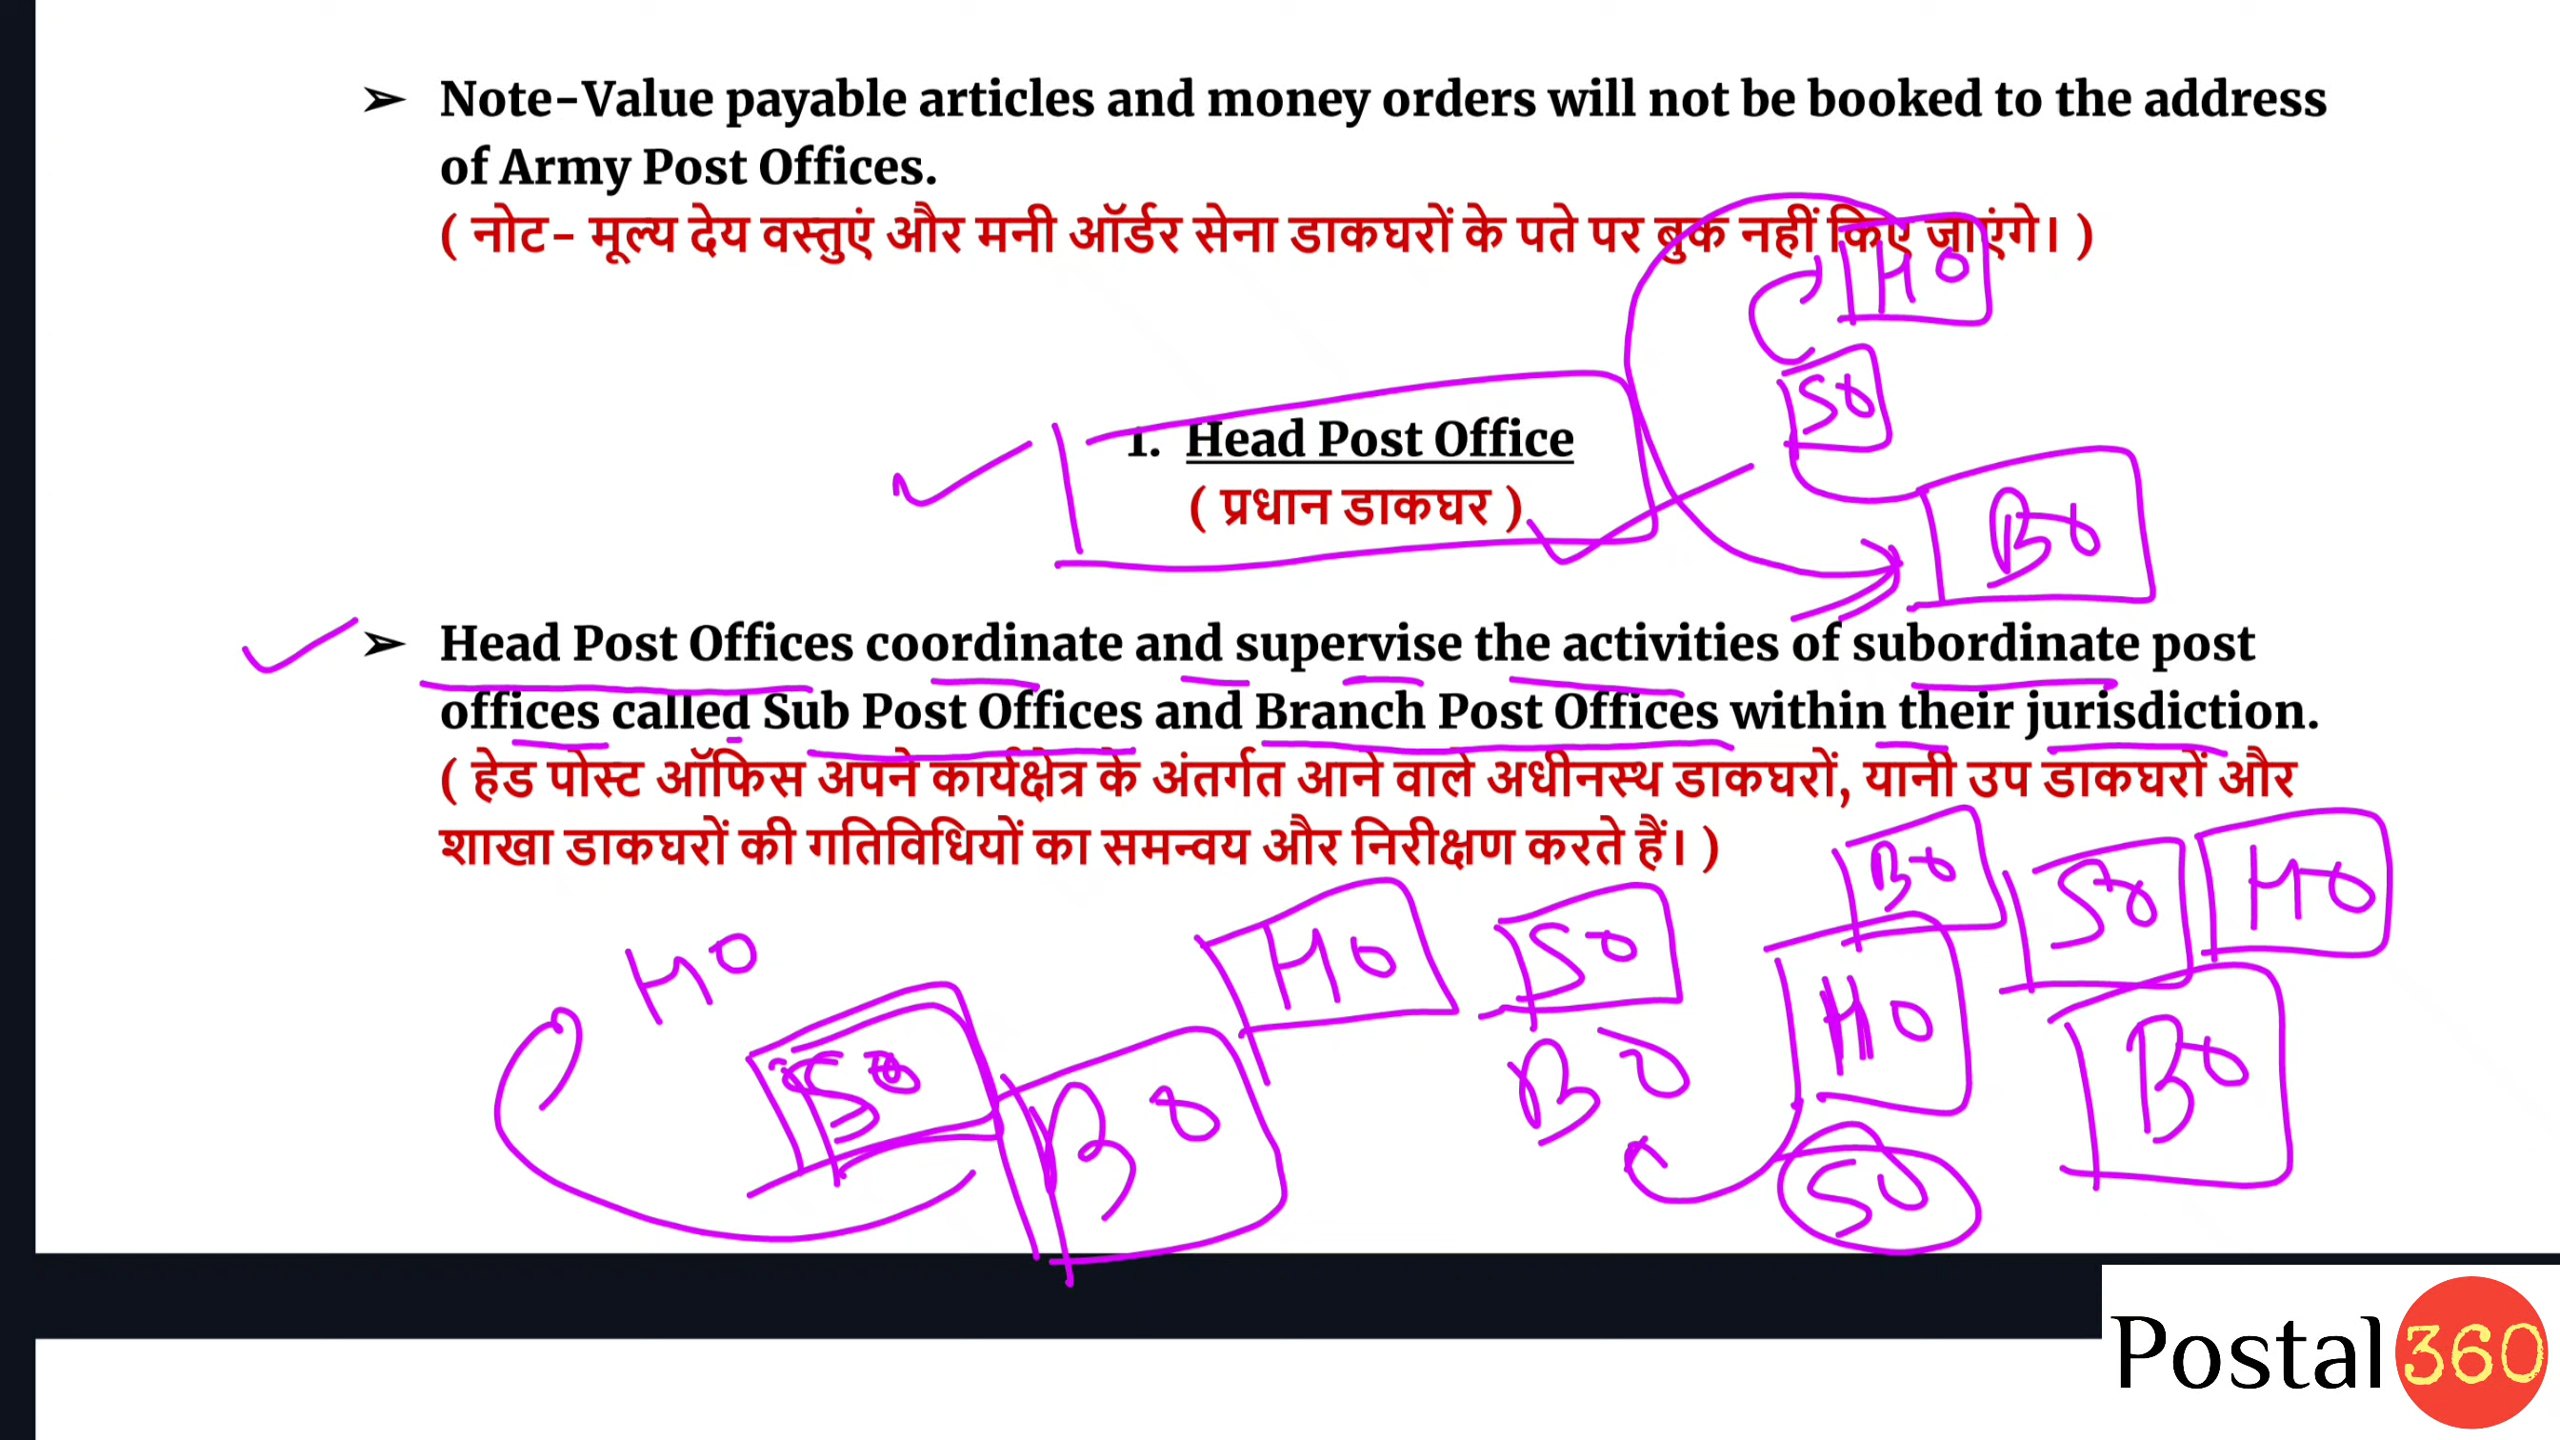 ➢ Note-Value payable articles and money orders will not be booked to the address
of Army Post Offices.
( नोट- मूल्य देय वस्तुएं और मनी ऑर्डर सेना डाकघरों के पते पर बुक नहीं किए जाएंगे। )
HO
SO
1. Head Post Office
( प्रधान डाकघर )
BO
➢ Head Post Offices coordinate and supervise the activities of subordinate post
offices called Sub Post Offices and Branch Post Offices within their jurisdiction.
( हेड पोस्ट ऑफिस अपने कार्यक्षेत्र के अंतर्गत आने वाले अधीनस्थ डाकघरों, यानी उप डाकघरों और
शाखा डाकघरों की गतिविधियों का समन्वय और निरीक्षण करते हैं। )
BO SO HO
HO HO SO
SO BO BO HO BO
SO
Postal 360